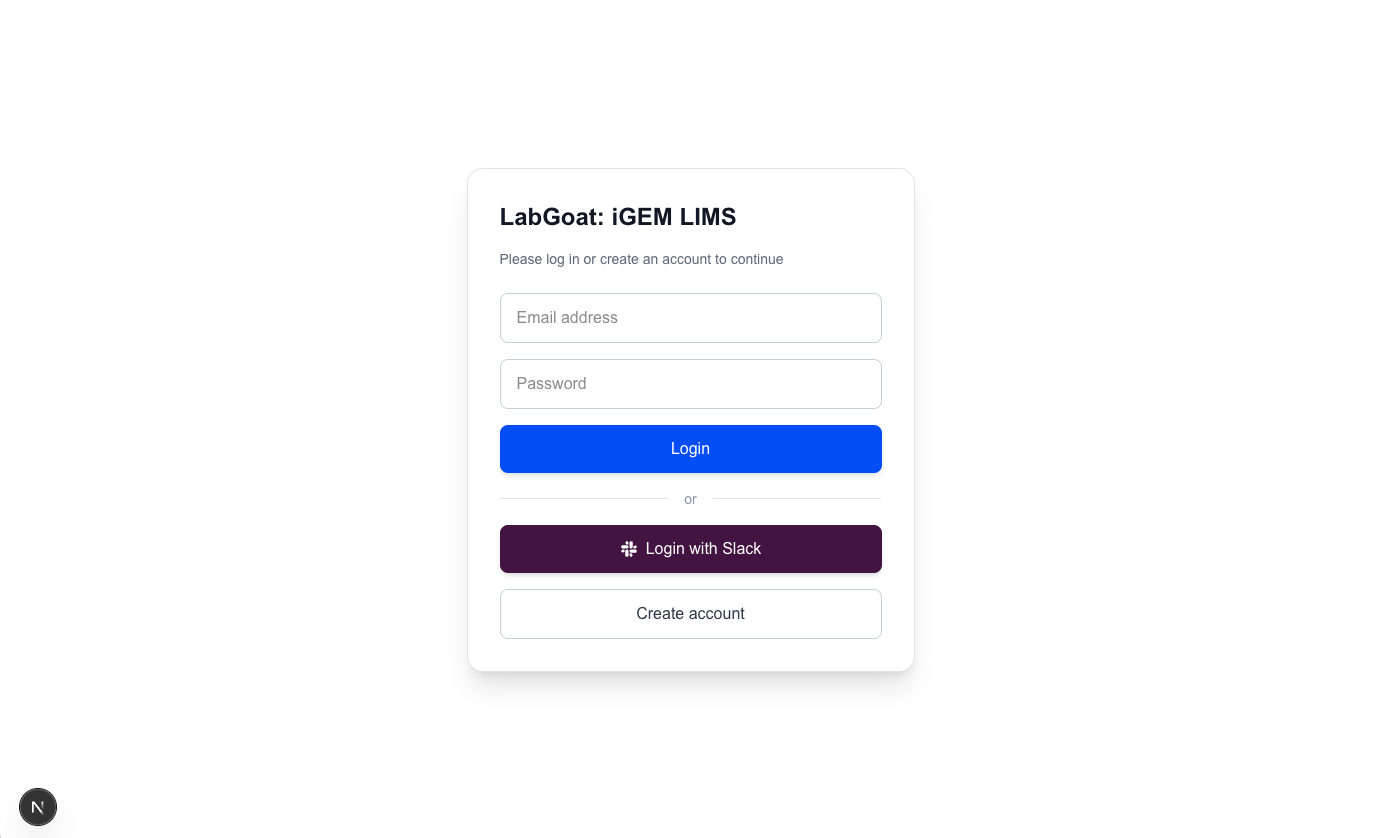 LabGoat: iGEM LIMS
Please log in or create an account to continue
Email address
Password
Login
or
Login with Slack
Create account
N